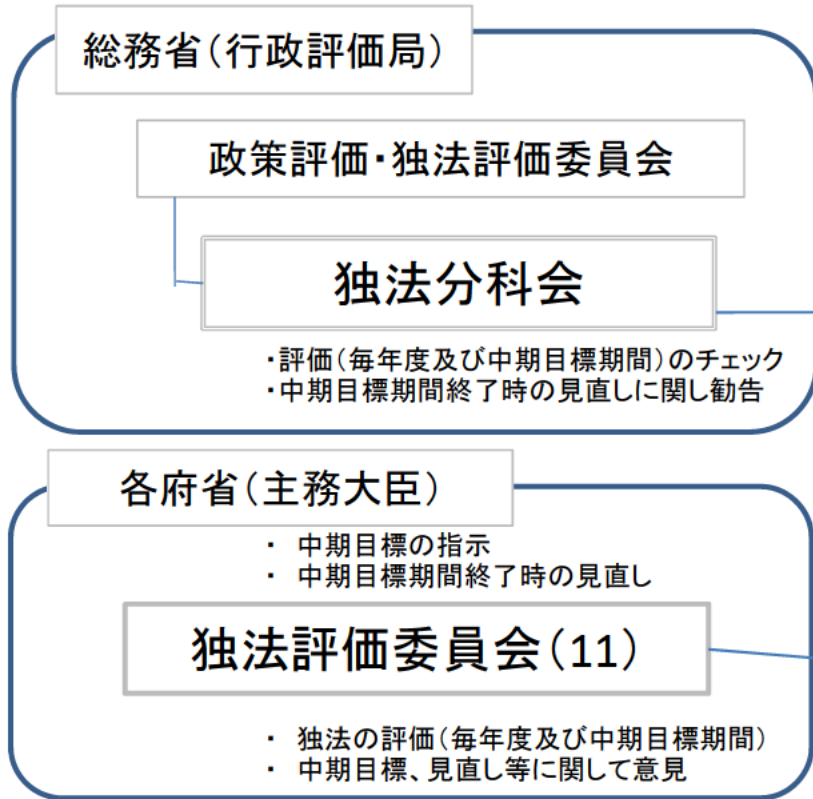 総務省（行政評価局）
政策評価・独法評価委員会
独法分科会
・評価（毎年度及び中期目標期間）のチェック
・中期目標期間終了時の見直しに関し勧告
各府省（主務大臣）
・ 中期目標の指示
・ 中期目標期間終了時の見直し
独法評価委員会（11）
・ 独法の評価（毎年度及び中期目標期間）
・ 中期目標、見直し等に関して意見